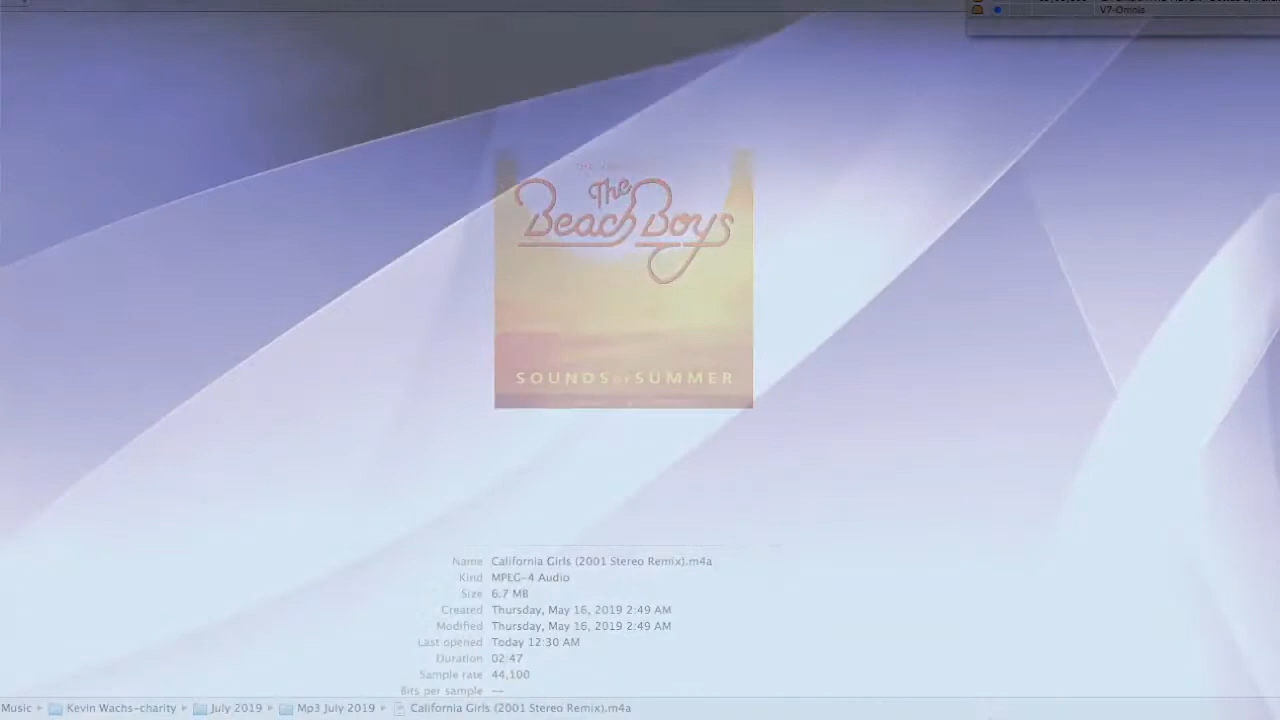 V7-Omnis
The
Beach Boys
SOUNDS OF SUMMER
Name California Girls (2001 Stereo Remix).m4a
Kind MPEG-4 Audio
Size 6.7 MB
Created Thursday, May 16, 2019 2:49 AM
Modified Thursday, May 16, 2019 2:49 AM
Last opened Today 12:30 AM
Duration 02:47
Sample rate 44,100
Bits per sample --
Music ▸ Kevin Wachs-charity ▸ July 2019 ▸ Mp3 July 2019 ▸ California Girls (2001 Stereo Remix).m4a